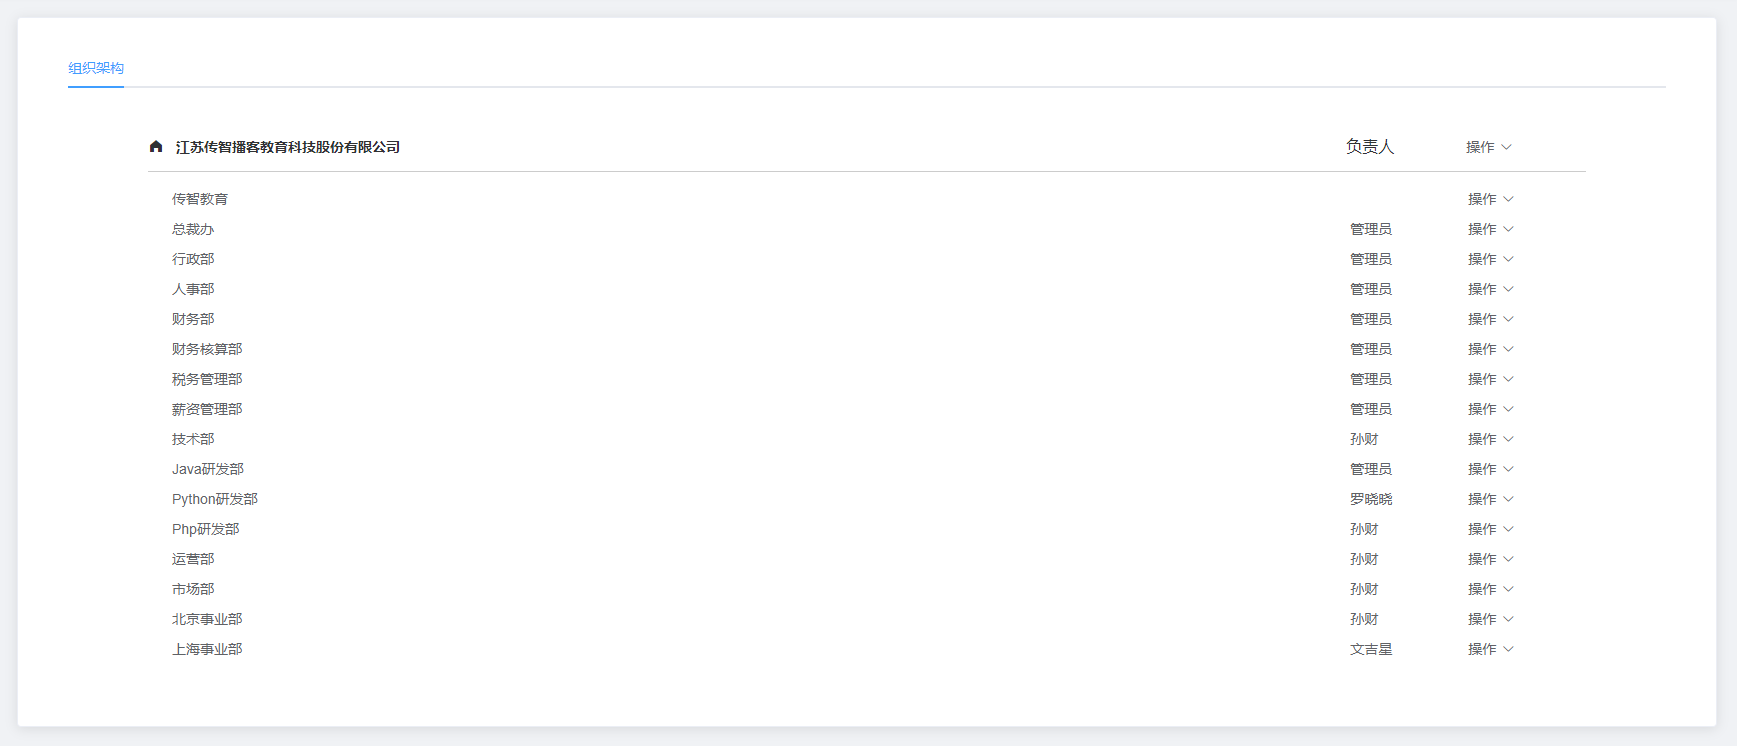 组织架构
江苏传智播客教育科技股份有限公司 负责人 操作
传智教育 操作
总裁办 管理员 操作
行政部 管理员 操作
人事部 管理员 操作
财务部 管理员 操作
财务核算部 管理员 操作
税务管理部 管理员 操作
薪资管理部 管理员 操作
技术部 孙财 操作
Java研发部 管理员 操作
Python研发部 罗晓晓 操作
Php研发部 孙财 操作
运营部 孙财 操作
市场部 孙财 操作
北京事业部 孙财 操作
上海事业部 文吉星 操作